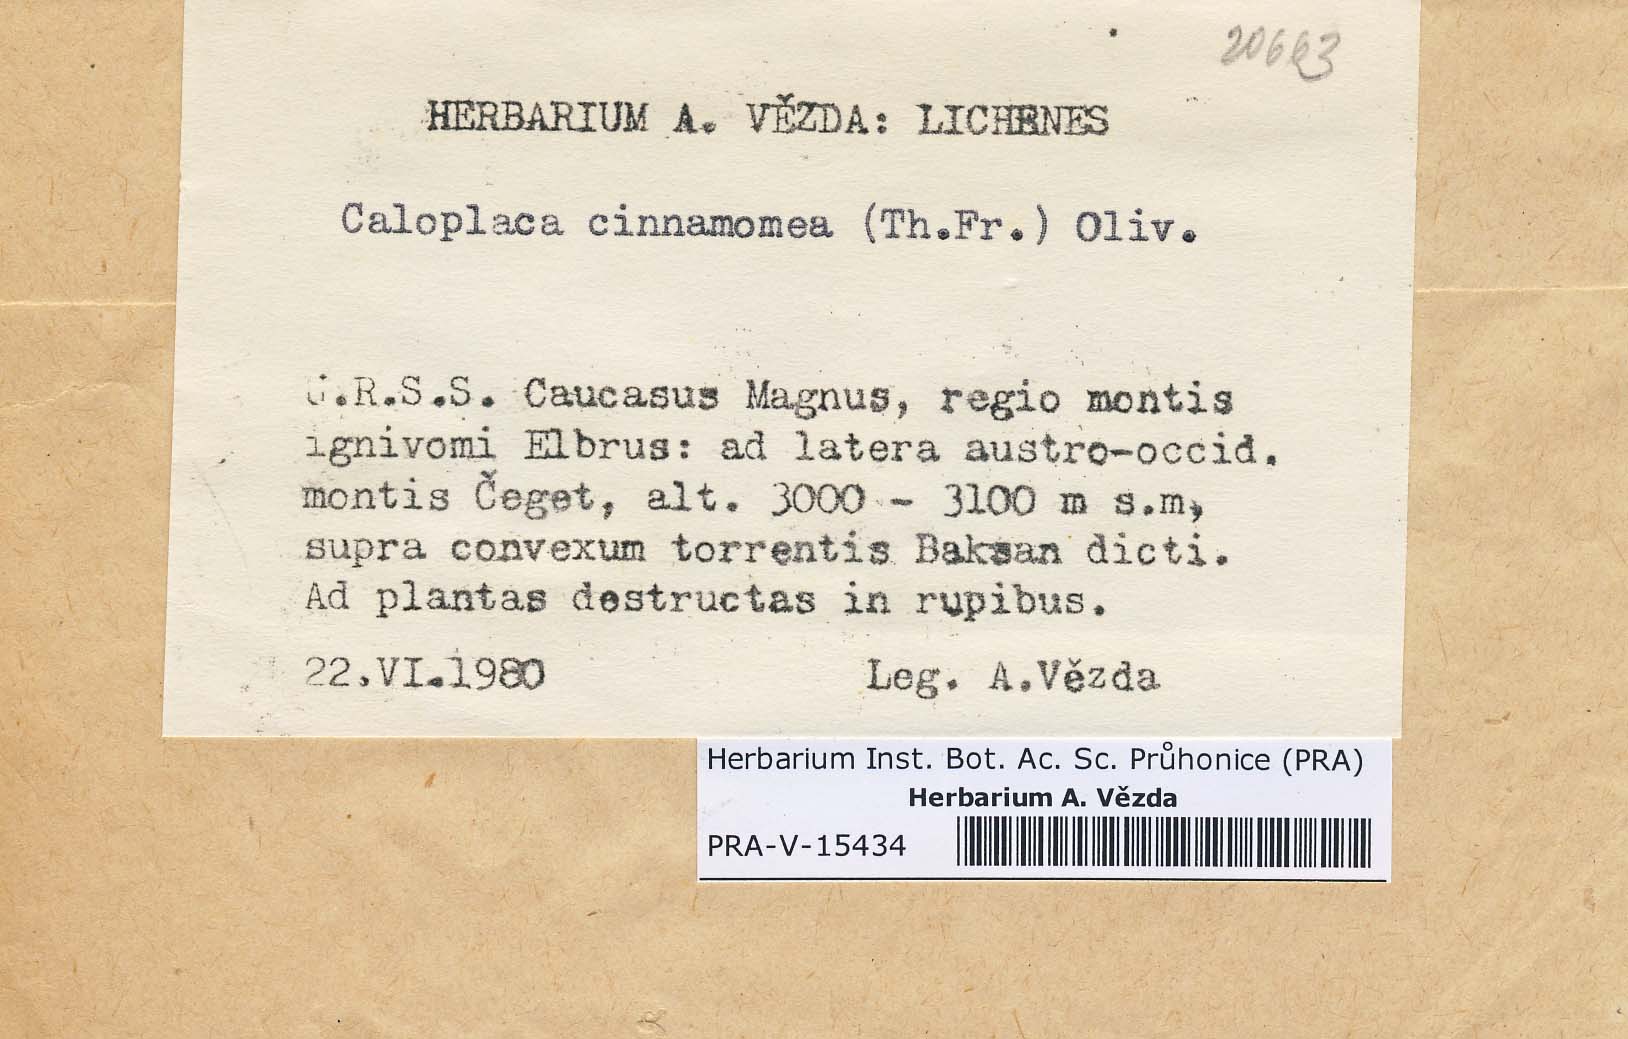 20663
HERBARIUM A. VĚZDA: LICHENES
Caloplaca cinnamomea (Th.Fr.) Oliv.
U.R.S.S. Caucasus Magnus, regio montis
ignivomi Elbrus: ad latera austro-occid.
montis Čeget, alt. 3000 - 3100 m s.m,
supra convexum torrentis Baksan dicti.
Ad plantas destructas in rupibus.
22.VI.1980 Leg. A.Vězda
Herbarium Inst. Bot. Ac. Sc. Průhonice (PRA)
Herbarium A. Vězda
PRA-V-15434